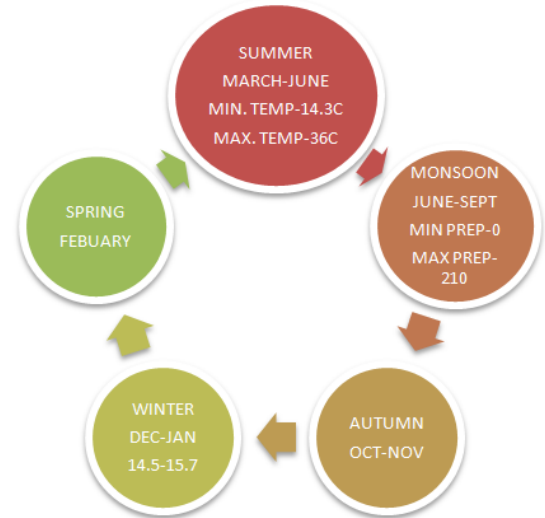 SUMMER
MARCH-JUNE
MIN. TEMP-14.3C
MAX. TEMP-36C
MONSOON
JUNE-SEPT
MIN PREP-0
MAX PREP-
210
AUTUMN
OCT-NOV
WINTER
DEC-JAN
14.5-15.7
SPRING
FEBUARY